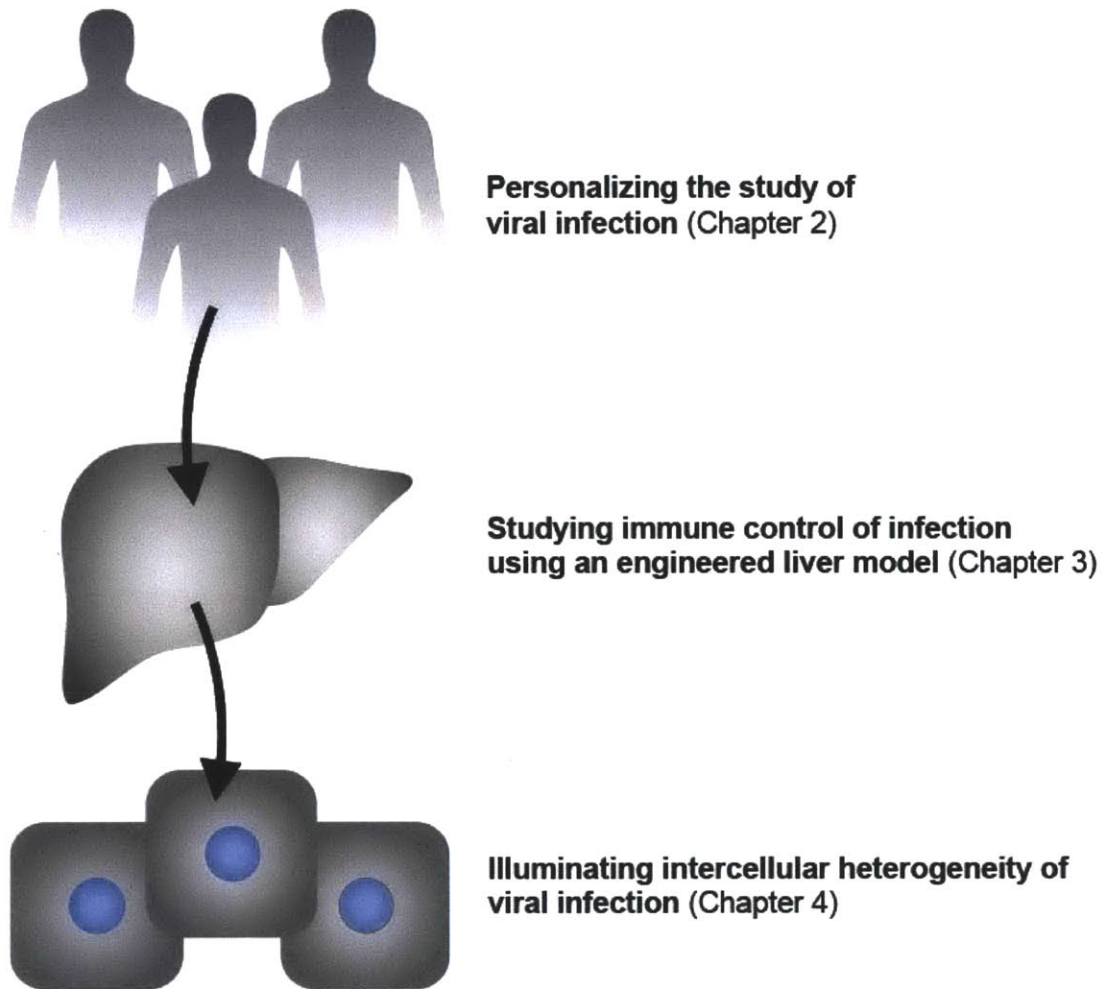 Personalizing the study of
viral infection (Chapter 2)
Studying immune control of infection
using an engineered liver model (Chapter 3)
Illuminating intercellular heterogeneity of
viral infection (Chapter 4)